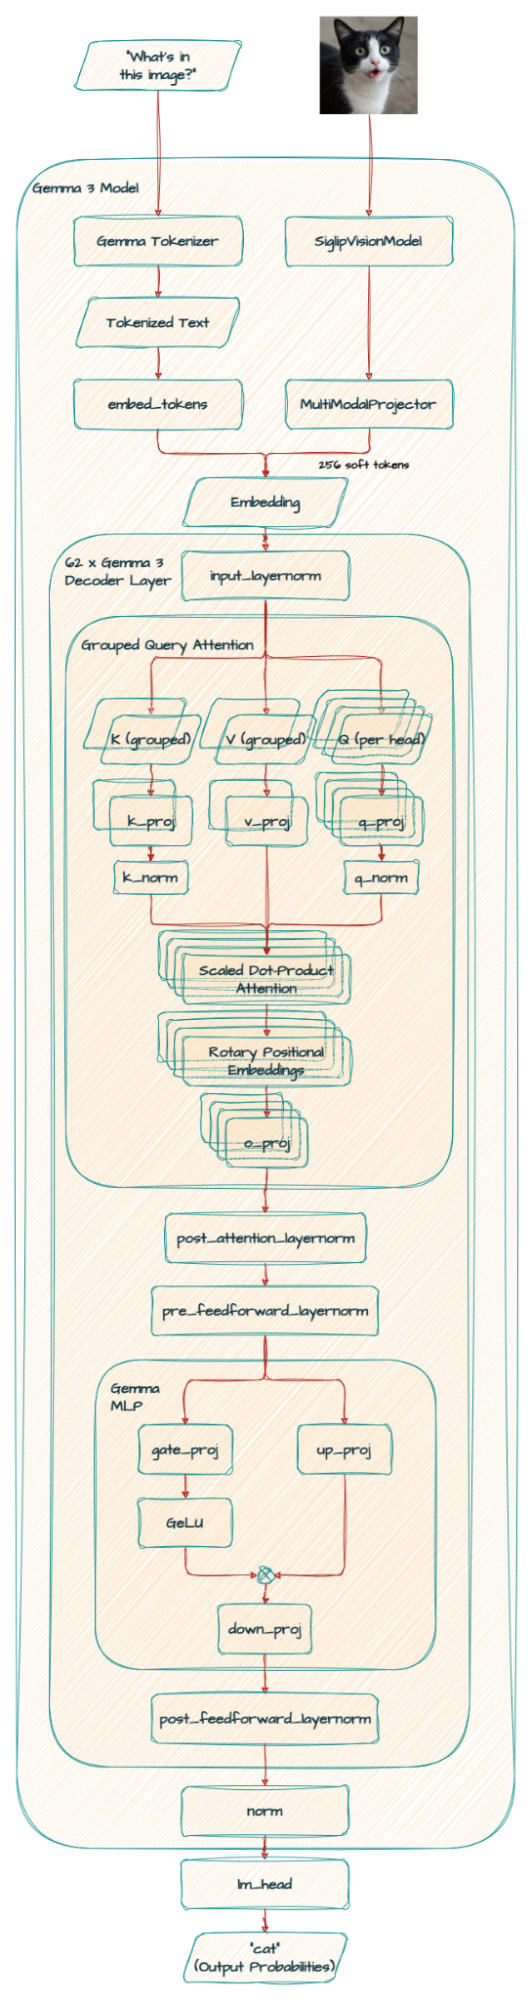 "What's in
this image?"
Gemma 3 Model
Gemma Tokenizer
SiglipVisionModel
Tokenized Text
embed_tokens
MultiModalProjector
256 soft tokens
Embedding
62 x Gemma 3
Decoder Layer
input_layernorm
Grouped Query Attention
K (grouped)
V (grouped)
Q (per head)
k_proj
v_proj
q_proj
k_norm
q_norm
Scaled Dot-Product
Attention
Rotary Positional
Embeddings
o_proj
post_attention_layernorm
pre_feedforward_layernorm
Gemma
MLP
gate_proj
up_proj
GeLU
down_proj
post_feedforward_layernorm
norm
lm_head
"cat"
(Output Probabilities)